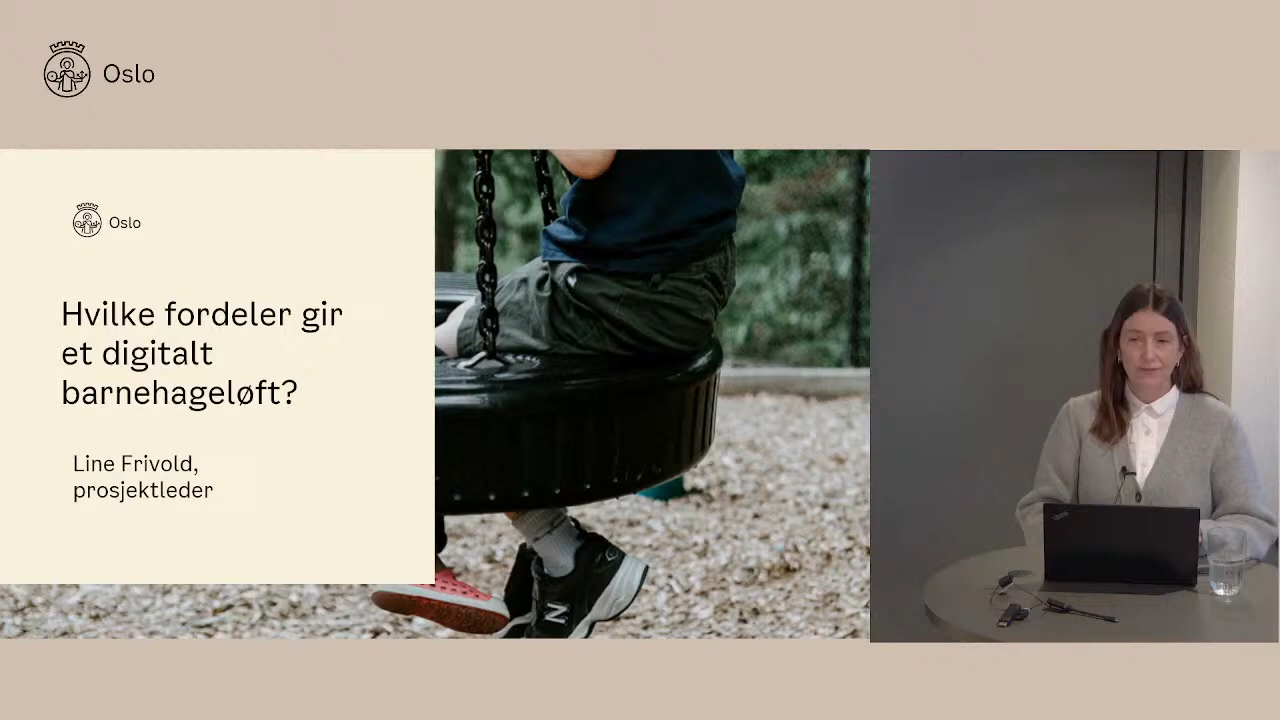 Oslo
Oslo
Hvilke fordeler gir
et digitalt
barnehageløft?
Line Frivold,
prosjektleder
N